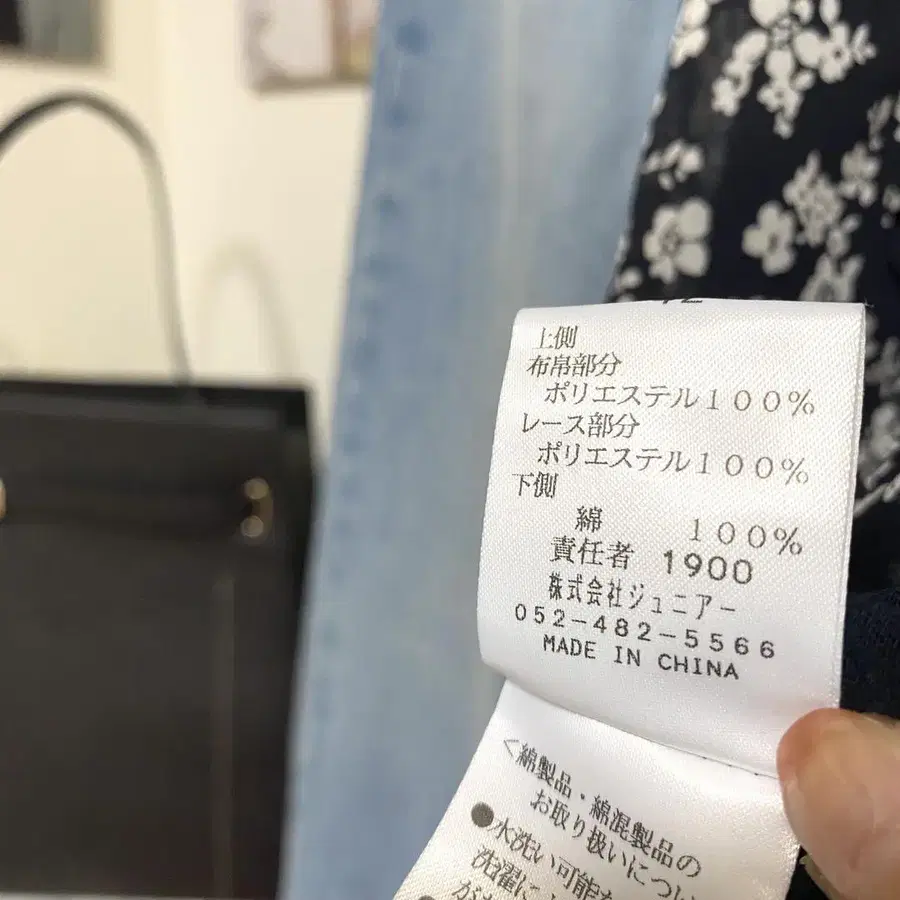 上側
布帛部分
ポリエステル100%
レース部分
ポリエステル100%
下側
綿 100%
責任者 1900
株式会社ジュニアー
052-482-5566
MADE IN CHINA
<綿製品・綿混製品の
お取り扱いについ
●水洗い可能な
洗濯に